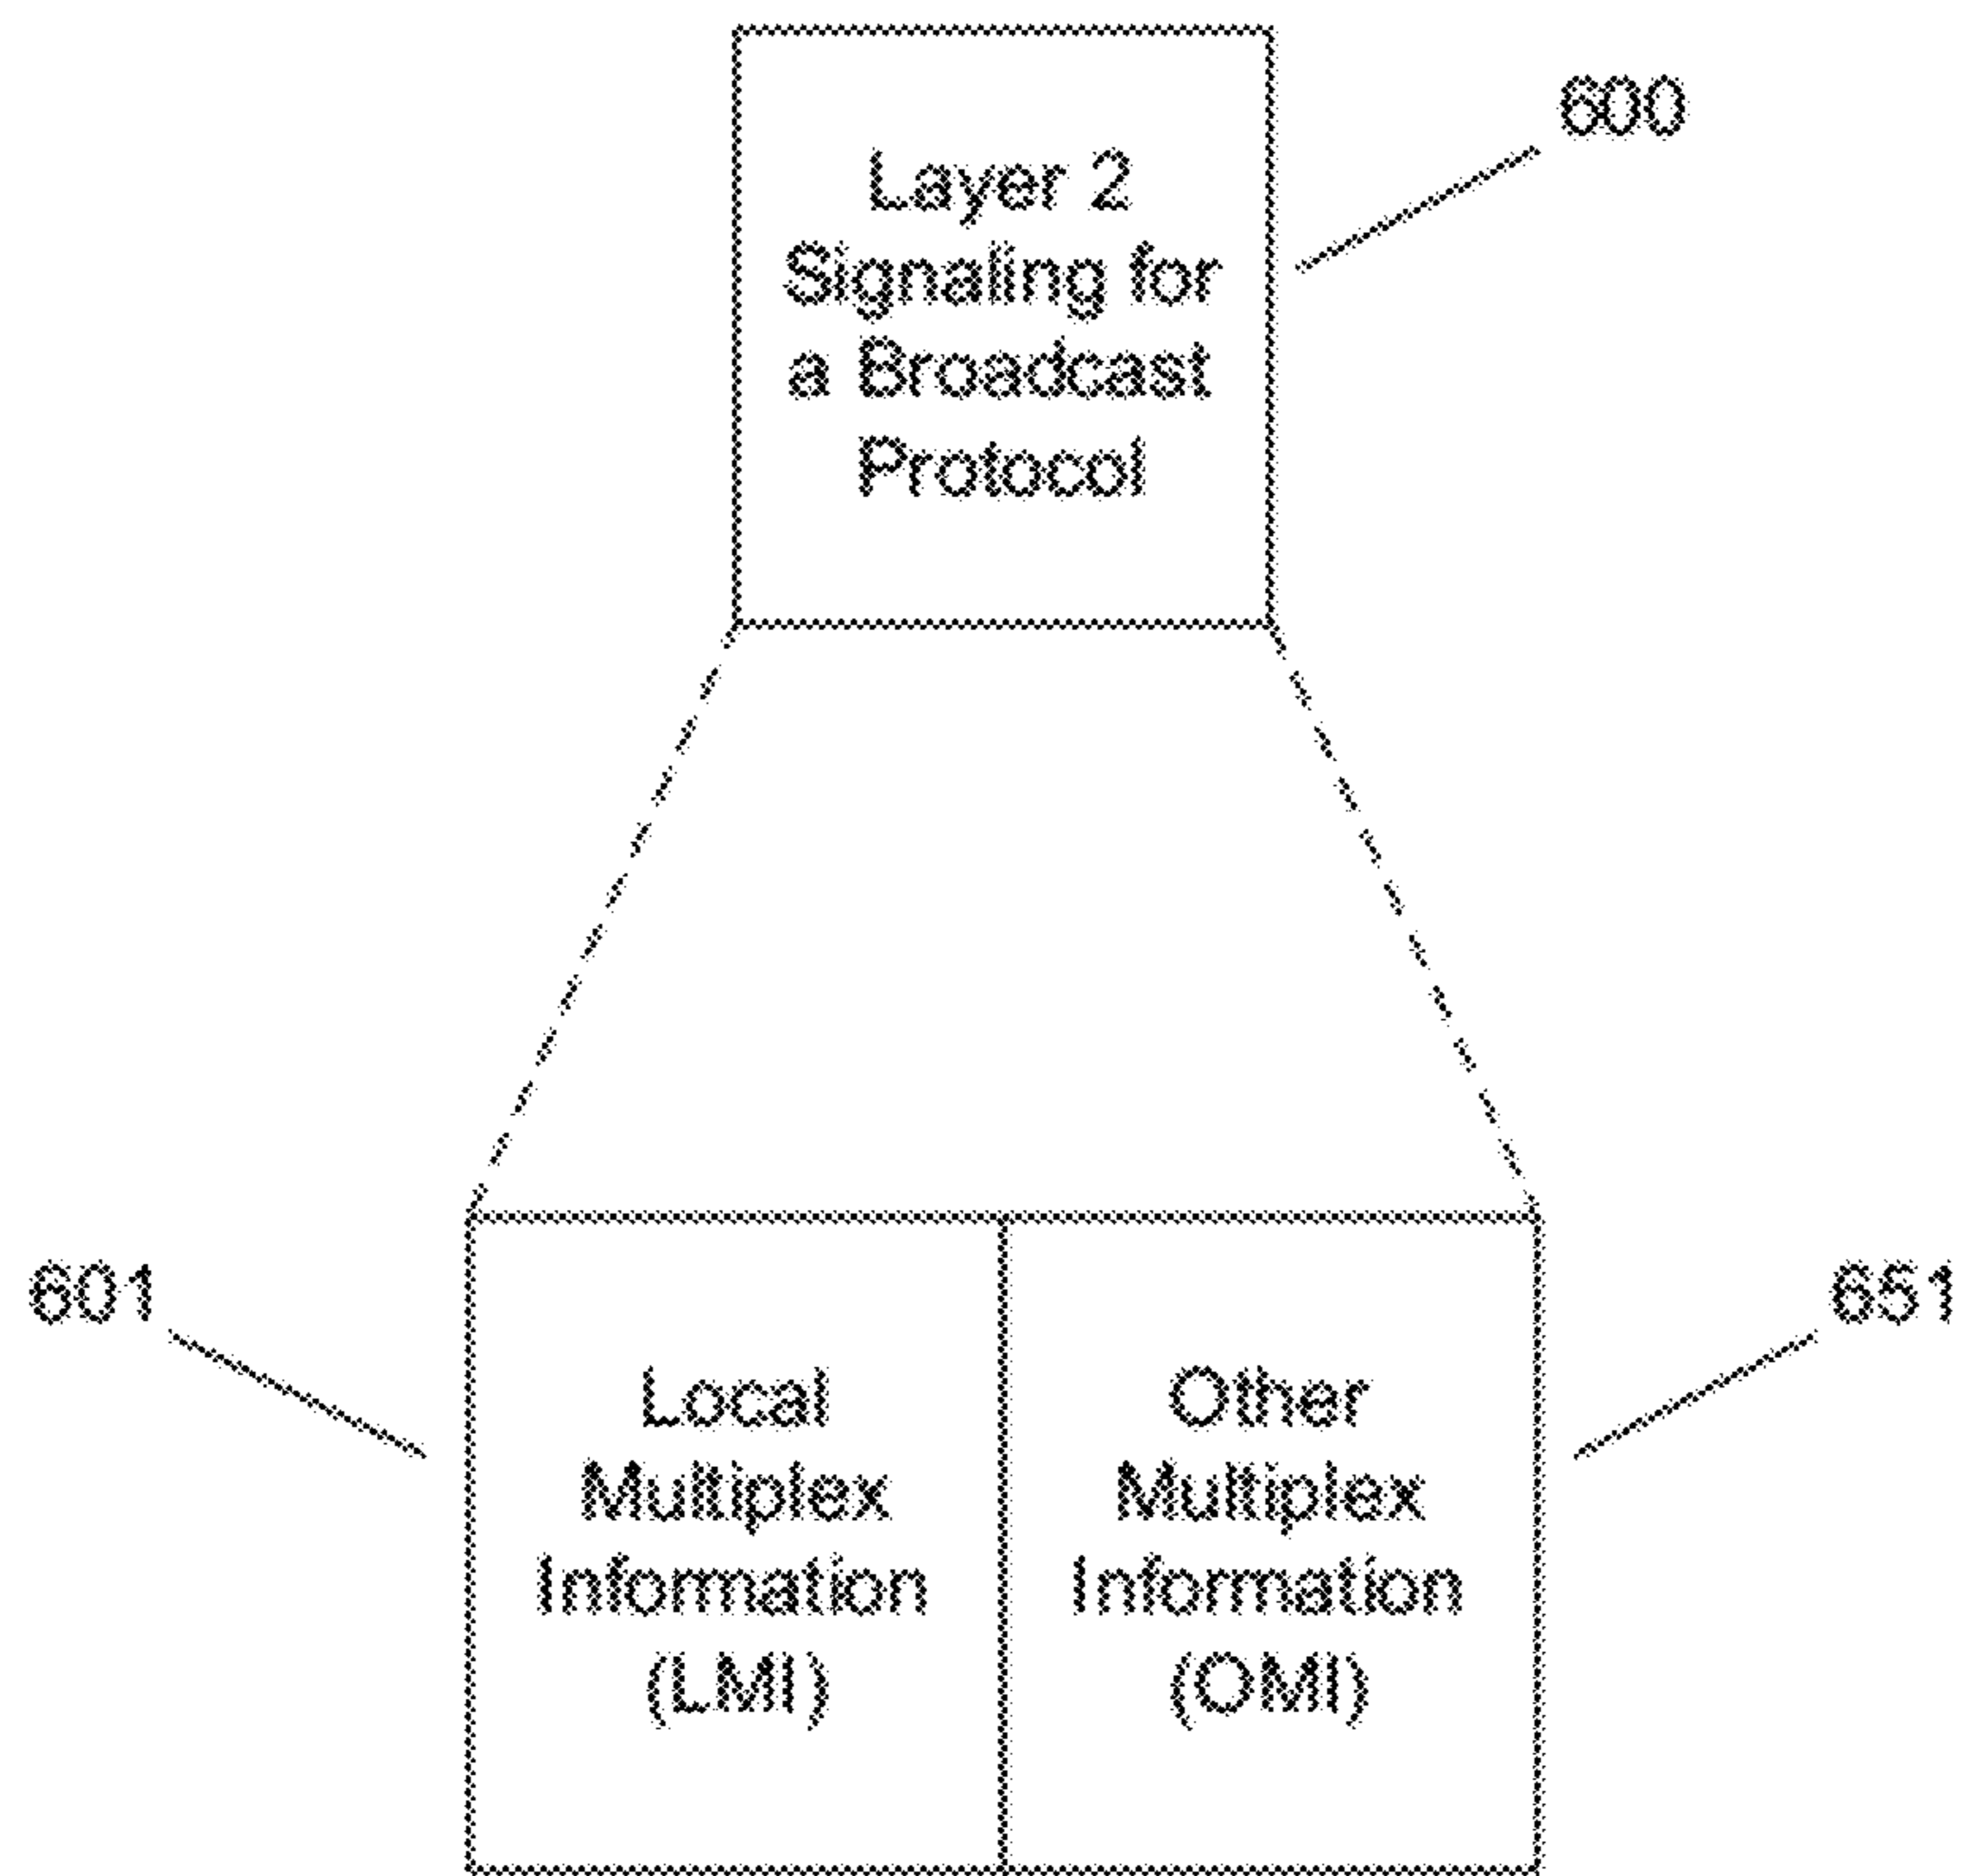 600
Layer 2
Signaling for
a Broadcast
Protocol
601
651
Local
Multiplex
Information
(LMI)
Other
Multiplex
Information
(OMI)